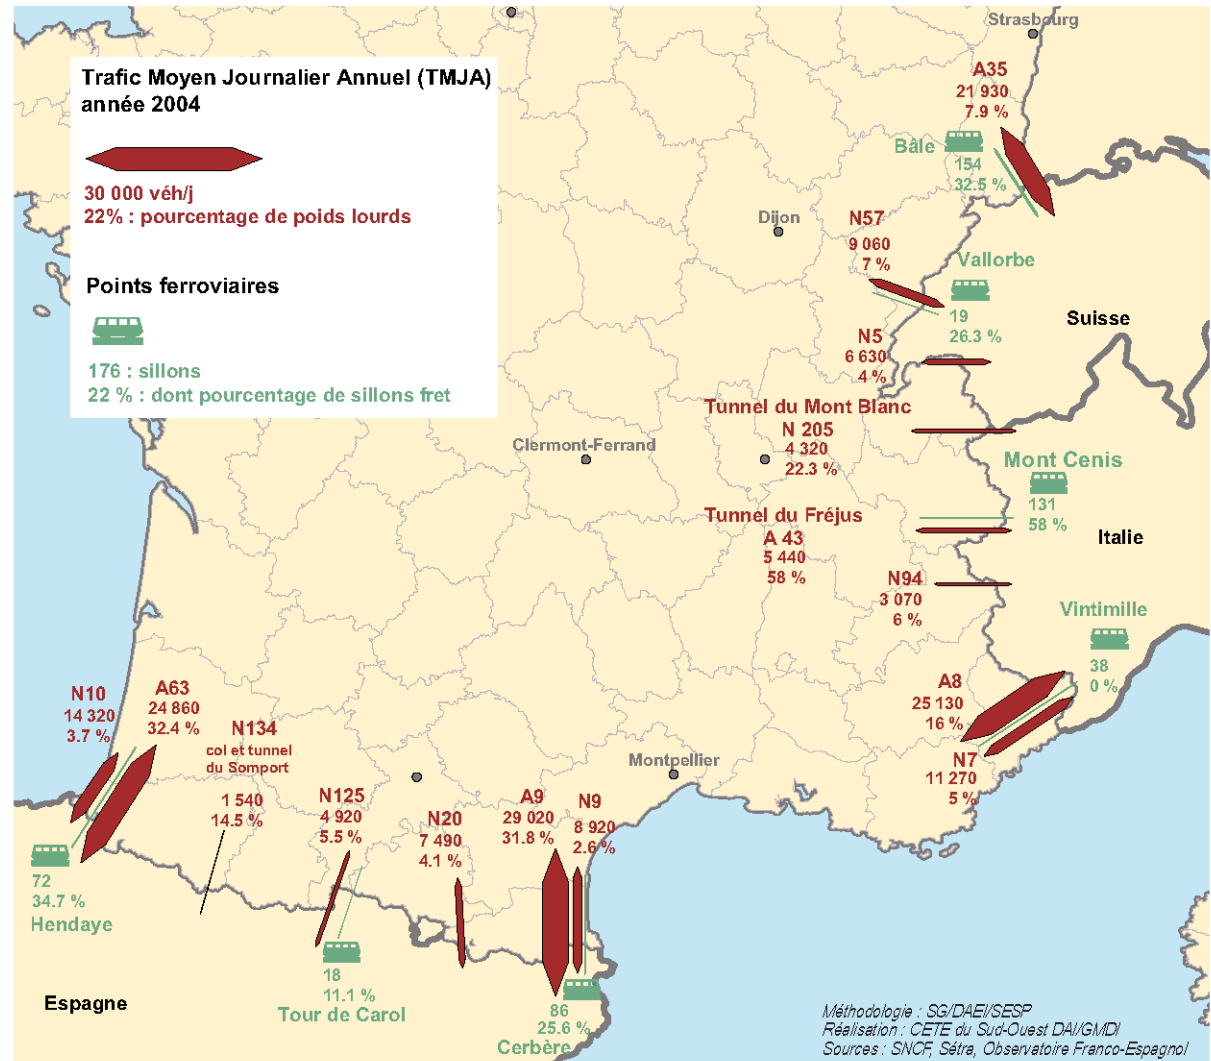 Strasbourg
Trafic Moyen Journalier Annuel (TMJA)
année 2004
30 000 véh/j
22% : pourcentage de poids lourds
Points ferroviaires
176 : sillons
22 % : dont pourcentage de sillons fret
A35
21 930
7.9 %
Bâle
154
32.5 %
Dijon
N57
9 060
7 %
Vallorbe
19
26.3 %
Suisse
N5
6 630
4 %
Tunnel du Mont Blanc
N 205
4 320
22.3 %
Clermont-Ferrand
Mont Cenis
131
58 %
Tunnel du Fréjus
A 43
5 440
58 %
Italie
N94
3 070
6 %
Vintimille
38
0 %
A8
25 130
16 %
N7
11 270
5 %
N10
14 320
3.7 %
A63
24 860
32.4 %
N134
col et tunnel
du Somport
1 540
14.5 %
N125
4 920
5.5 %
N20
7 490
4.1 %
A9
29 020
31.8 %
N9
8 920
2.6 %
Montpellier
72
34.7 %
Hendaye
18
11.1 %
Tour de Carol
86
25.6 %
Cerbère
Espagne
Méthodologie : SG/DAEI/SESP
Réalisation : CETE du Sud-Ouest DAI/GMDI
Sources : SNCF, Sétra, Observatoire Franco-Espagnol